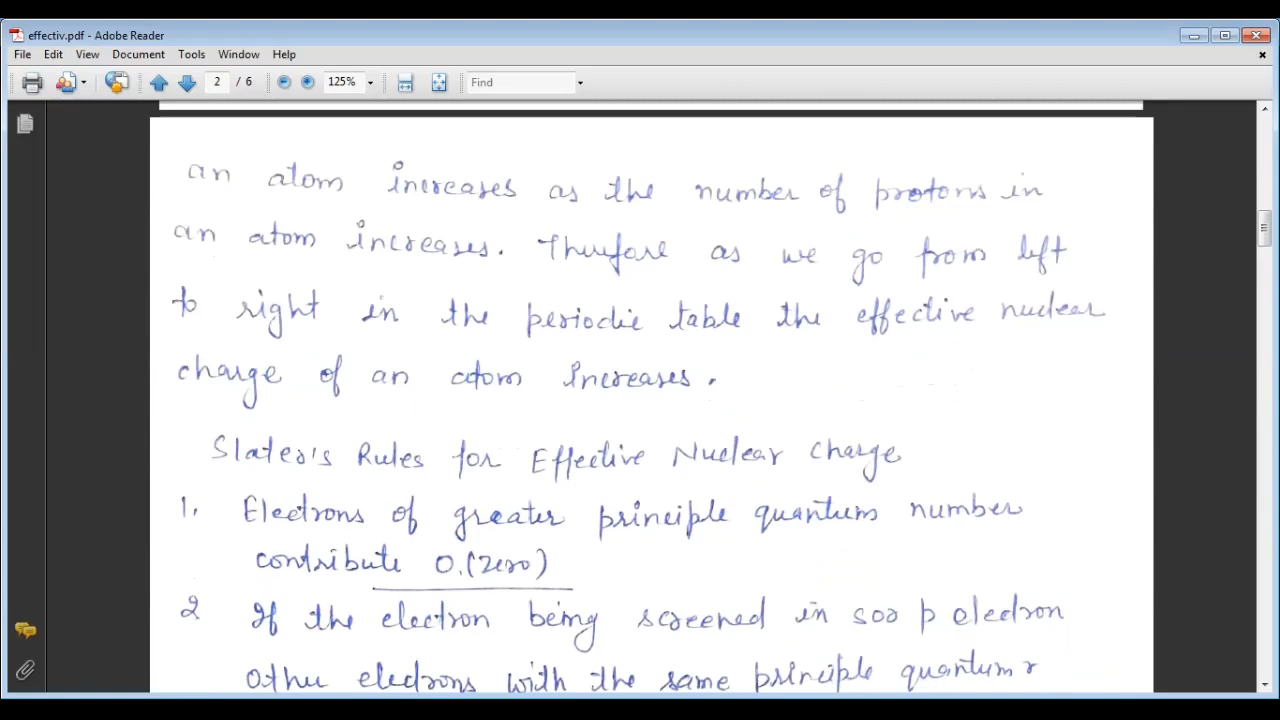 effectiv.pdf - Adobe Reader
File Edit View Document Tools Window Help
2 / 6 125% Find
an atom increases as the number of protons in
an atom increases. Therefore as we go from left
to right in the periodic table the effective nuclear
charge of an atom increases.
Slater's Rules for Effective Nuclear Charge
1. Electrons of greater principle quantum number
contribute 0.(zero)
2 If the electron being screened in s or p electron
Other electrons with the same principle quantum